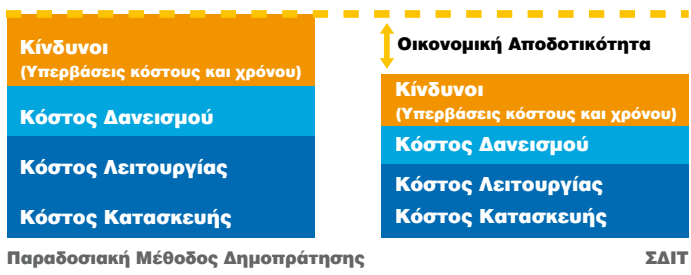 Κίνδυνοι
(Υπερβάσεις κόστους και χρόνου)
Κόστος Δανεισμού
Κόστος Λειτουργίας
Κόστος Κατασκευής
Παραδοσιακή Μέθοδος Δημοπράτησης
Οικονομική Αποδοτικότητα
Κίνδυνοι
(Υπερβάσεις κόστους και χρόνου)
Κόστος Δανεισμού
Κόστος Λειτουργίας
Κόστος Κατασκευής
ΣΔΙΤ